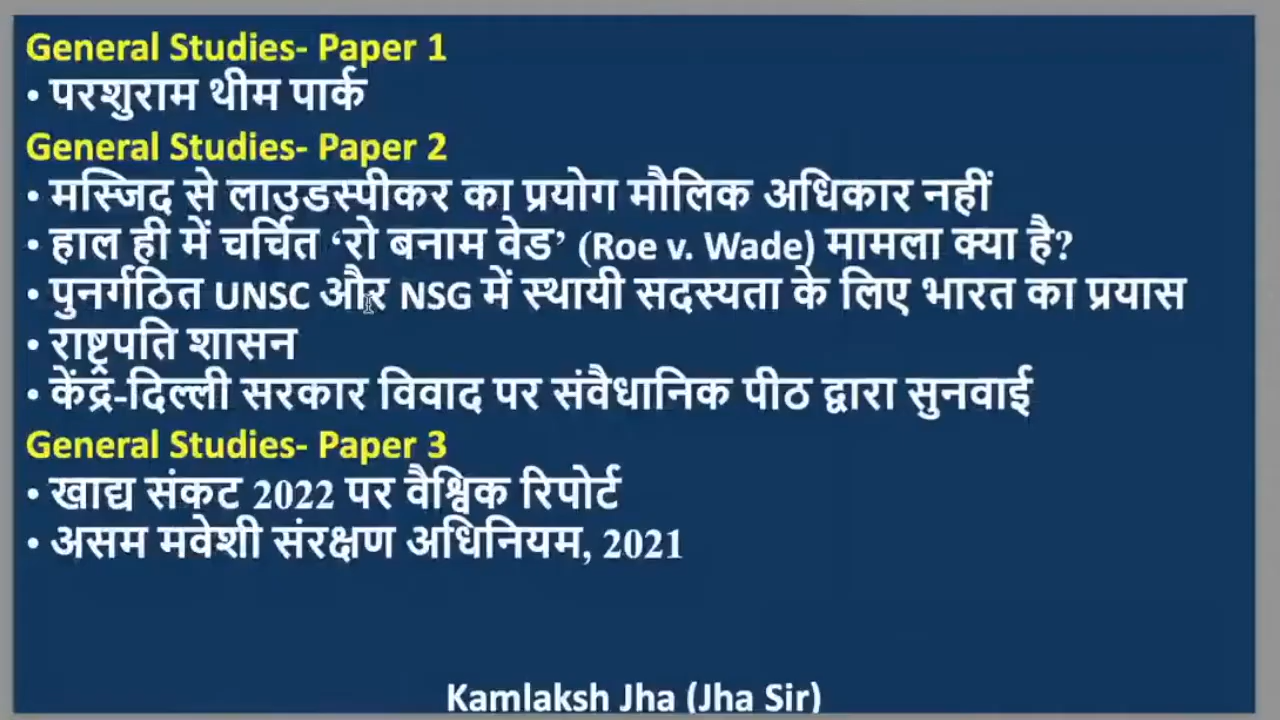 General Studies- Paper 1
• परशुराम थीम पार्क
General Studies- Paper 2
• मस्जिद से लाउडस्पीकर का प्रयोग मौलिक अधिकार नहीं
• हाल ही में चर्चित ‘रो बनाम वेड’ (Roe v. Wade) मामला क्या है?
• पुनर्गठित UNSC और NSG में स्थायी सदस्यता के लिए भारत का प्रयास
• राष्ट्रपति शासन
• केंद्र-दिल्ली सरकार विवाद पर संवैधानिक पीठ द्वारा सुनवाई
General Studies- Paper 3
• खाद्य संकट 2022 पर वैश्विक रिपोर्ट
• असम मवेशी संरक्षण अधिनियम, 2021
Kamlaksh Jha (Jha Sir)